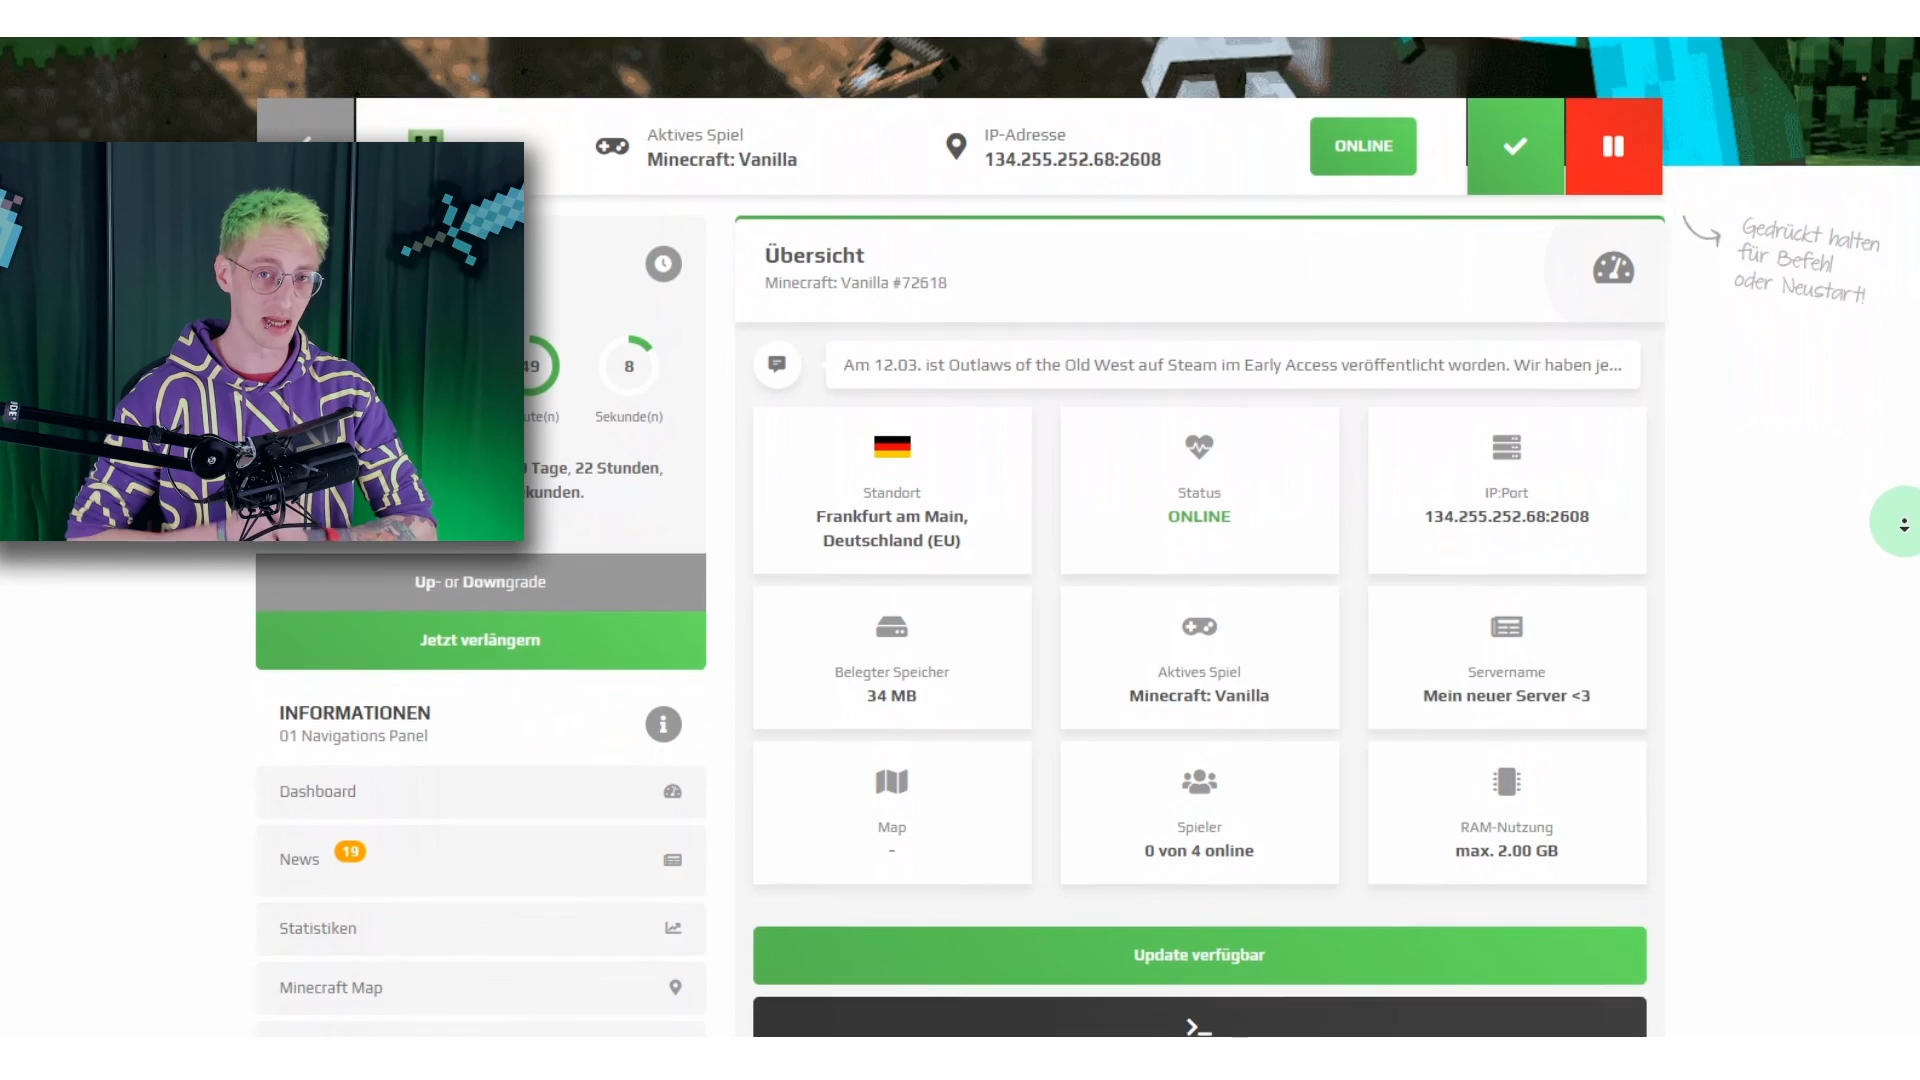 Aktives Spiel
Minecraft: Vanilla
IP-Adresse
134.255.252.68:2608
ONLINE
Gedrückt halten
für Befehl
oder Neustart!
49
8
Sekunde(n)
Tage, 22 Stunden,
Up- or Downgrade
Jetzt verlängern
INFORMATIONEN
01 Navigations Panel
Dashboard
News 19
Statistiken
Minecraft Map
Übersicht
Minecraft: Vanilla #72618
Am 12.03. ist Outlaws of the Old West auf Steam im Early Access veröffentlicht worden. Wir haben je...
Standort
Frankfurt am Main,
Deutschland (EU)
Status
ONLINE
IP:Port
134.255.252.68:2608
Belegter Speicher
34 MB
Aktives Spiel
Minecraft: Vanilla
Servername
Mein neuer Server <3
Map
-
Spieler
0 von 4 online
RAM-Nutzung
max. 2.00 GB
Update verfügbar